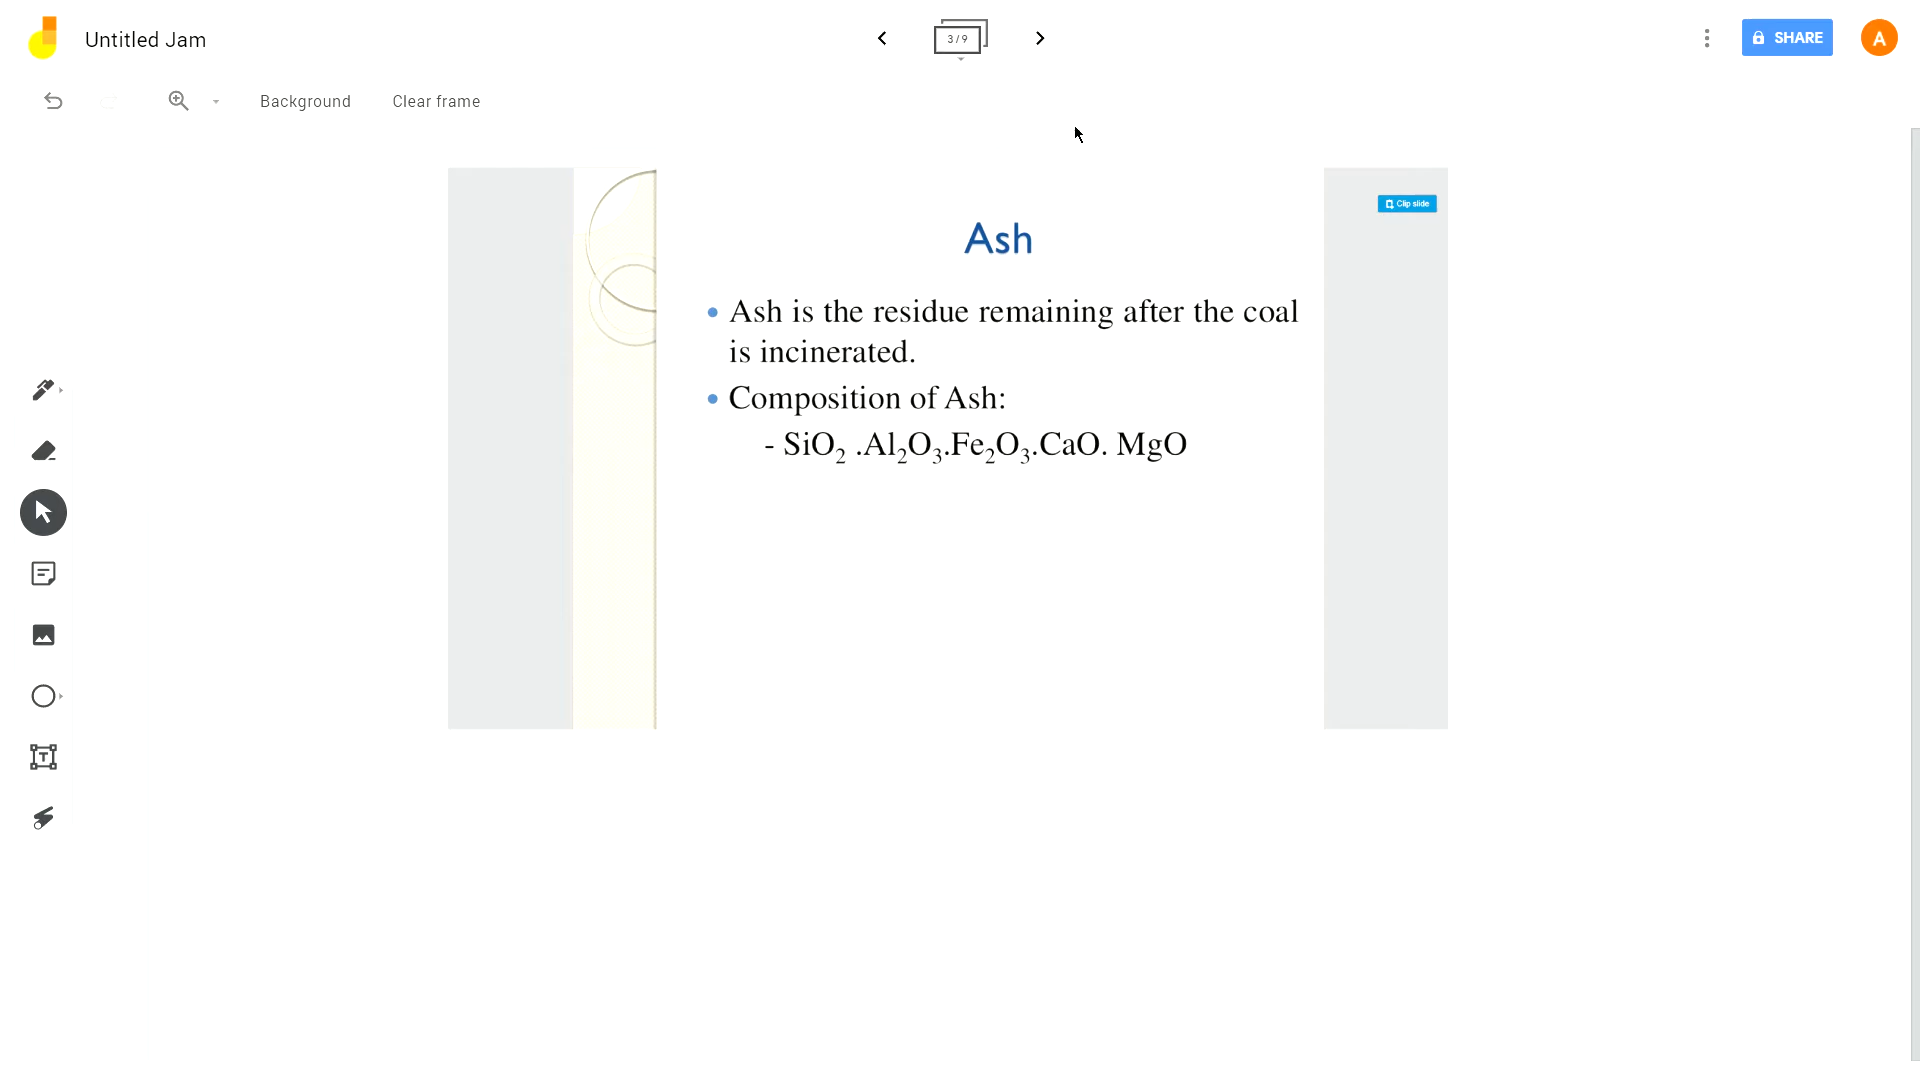 Untitled Jam
3 / 9
SHARE
A
Background
Clear frame
Clip slide
Ash
• Ash is the residue remaining after the coal
is incinerated.
• Composition of Ash:
- SiO₂ .Al₂O₃.Fe₂O₃.CaO. MgO